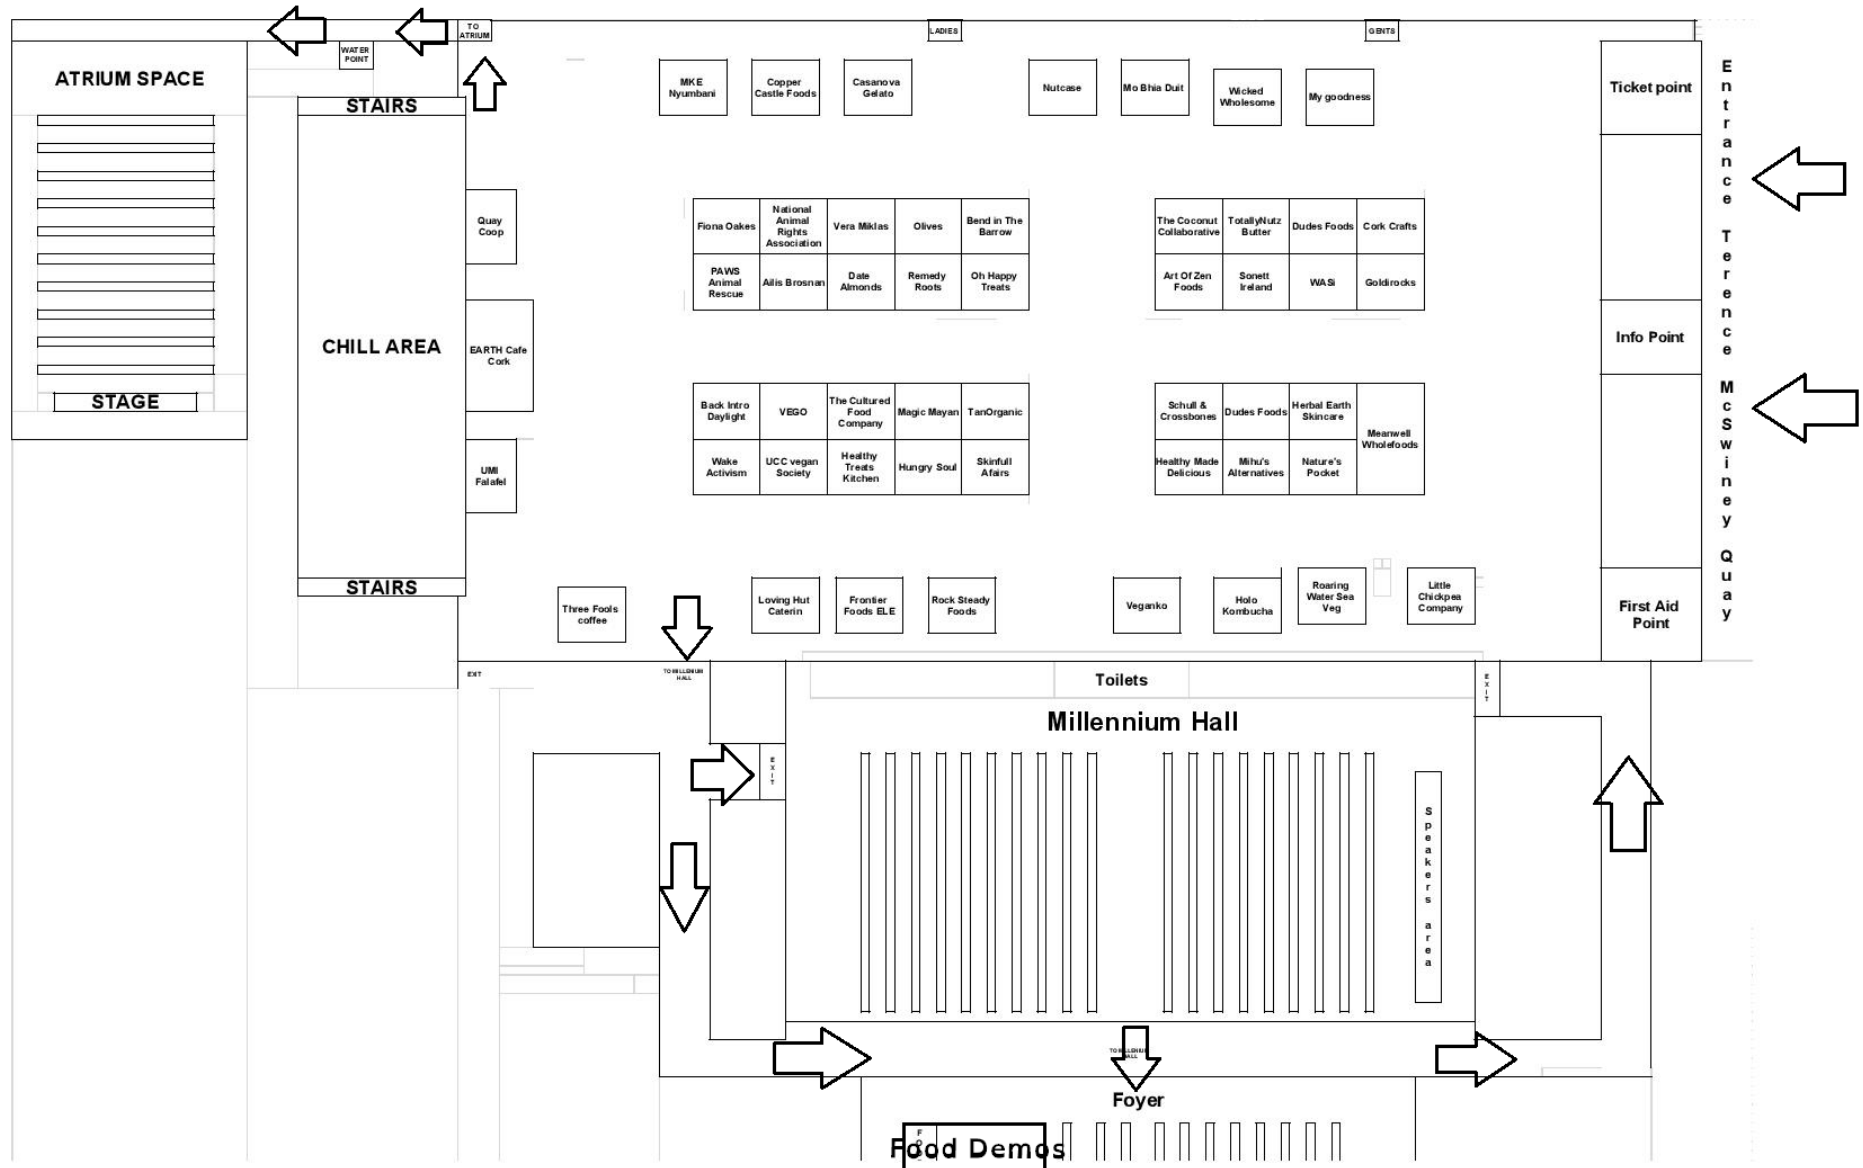 TO
ATRIUM
LADIES
GENTS
WATER
POINT
ATRIUM SPACE
STAIRS
CHILL AREA
STAIRS
STAGE
MKE
Nyumbani
Copper
Castle Foods
Casanova
Gelato
Nutcase
Mo Bhia Duit
Wicked
Wholesome
My goodness
Ticket point
Info Point
First Aid
Point
Entrance Terence McSwiney Quay
Quay
Coop
EARTH Cafe
Cork
UMI
Falafel
Fiona Oakes
National
Animal
Rights
Association
Vera Miklas
Olives
Bend in The
Barrow
PAWS
Animal
Rescue
Ailis Brosnan
Date
Almonds
Remedy
Roots
Oh Happy
Treats
The Coconut
Collaborative
TotallyNutz
Butter
Dudes Foods
Cork Crafts
Art Of Zen
Foods
Sonett
Ireland
WASi
Goldirocks
Back Intro
Daylight
VEGO
The Cultured
Food
Company
Magic Mayan
TanOrganic
Wake
Activism
UCC vegan
Society
Healthy
Treats
Kitchen
Hungry Soul
Skinfull
Afairs
Schull &
Crossbones
Dudes Foods
Herbal Earth
Skincare
Meanwell
Wholefoods
Healthy Made
Delicious
Mihu's
Alternatives
Nature's
Pocket
Three Fools
coffee
Loving Hut
Caterin
Frontier
Foods ELE
Rock Steady
Foods
Veganko
Holo
Kombucha
Roaring
Water Sea
Veg
Little
Chickpea
Company
EXIT
TO MILLENIUM
HALL
Toilets
EXIT
Millennium Hall
EXIT
Speakers area
TO MILLENIUM
HALL
Foyer
Food Demos